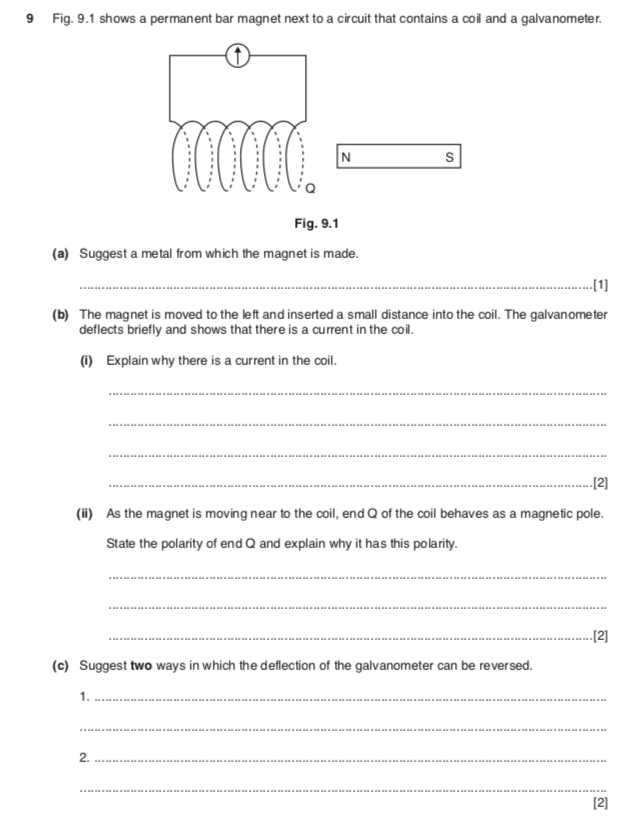 9 Fig. 9.1 shows a permanent bar magnet next to a circuit that contains a coil and a galvanometer.
N S
Q
Fig. 9.1
(a) Suggest a metal from which the magnet is made.
[1]
(b) The magnet is moved to the left and inserted a small distance into the coil. The galvanometer
deflects briefly and shows that there is a current in the coil.
(i) Explain why there is a current in the coil.
[2]
(ii) As the magnet is moving near to the coil, end Q of the coil behaves as a magnetic pole.
State the polarity of end Q and explain why it has this polarity.
[2]
(c) Suggest two ways in which the deflection of the galvanometer can be reversed.
1.
2.
[2]